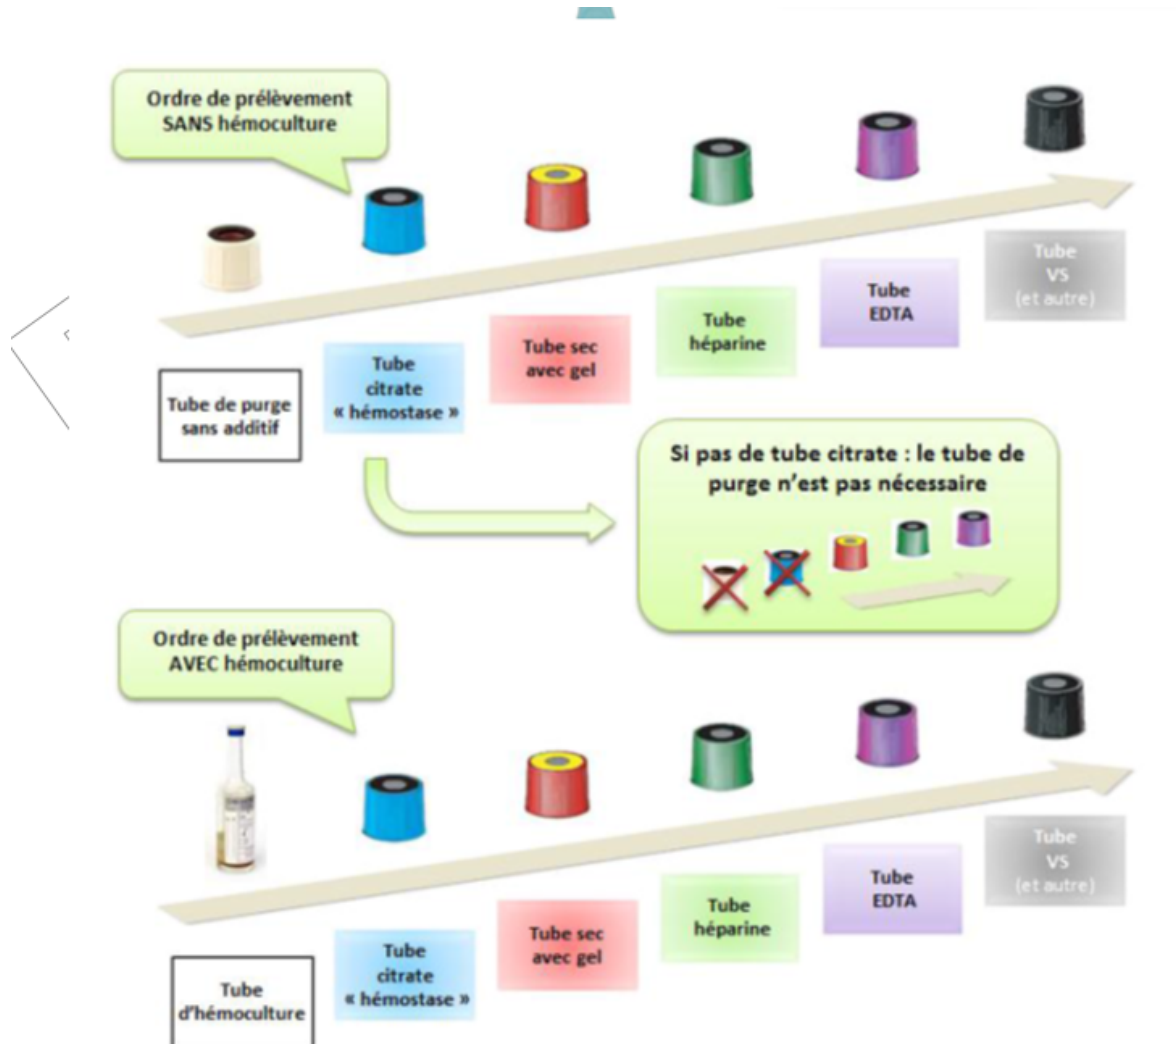 Ordre de prélèvement
SANS hémoculture
Tube de purge
sans additif
Tube
citrate
« hémostase »
Tube sec
avec gel
Tube
héparine
Tube
EDTA
Tube
VS
(et autre)
Si pas de tube citrate : le tube de
purge n'est pas nécessaire
Ordre de prélèvement
AVEC hémoculture
Tube
d'hémoculture
Tube
citrate
« hémostase »
Tube sec
avec gel
Tube
héparine
Tube
EDTA
Tube
VS
(et autre)